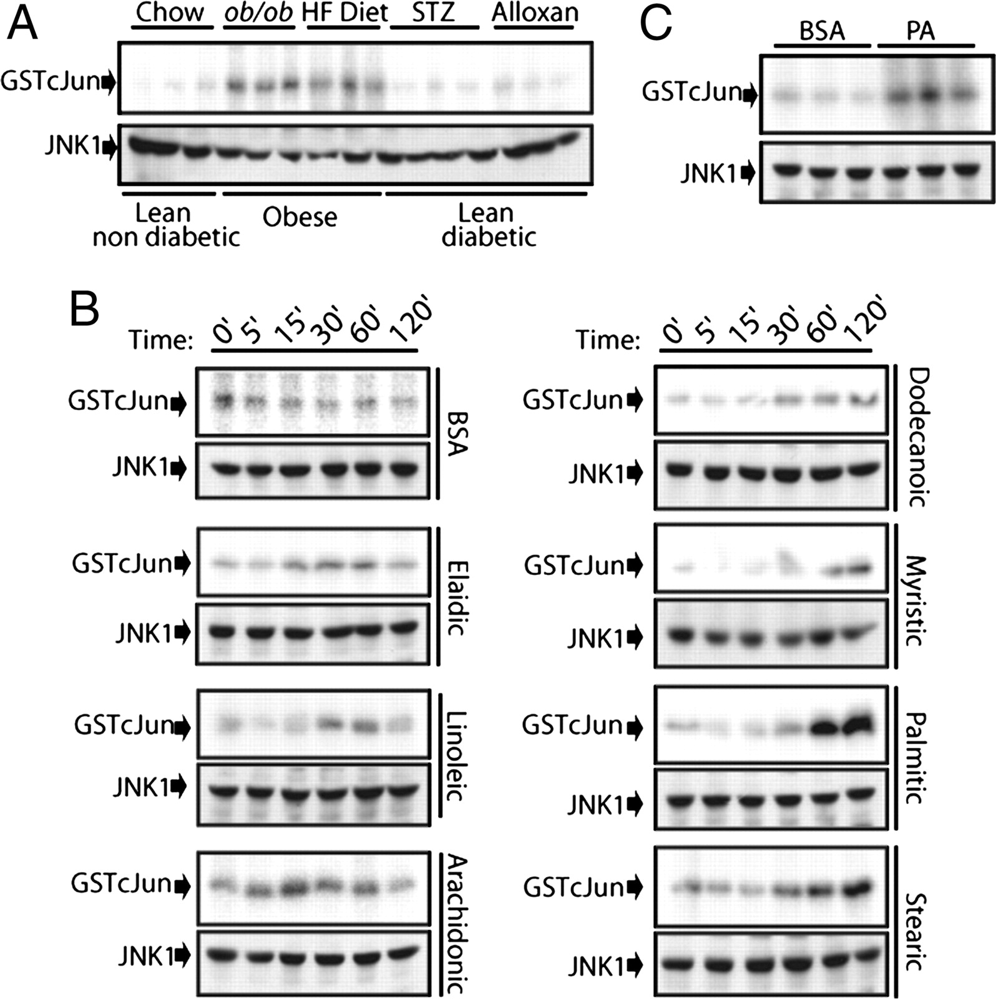 A
Chow ob/ob HF Diet STZ Alloxan
GSTcJun
JNK1
Lean non diabetic
Obese
Lean diabetic
C
BSA PA
GSTcJun
JNK1
B
Time: 0' 5' 15' 30' 60' 120'
GSTcJun
JNK1
BSA
GSTcJun
JNK1
Elaidic
GSTcJun
JNK1
Linoleic
GSTcJun
JNK1
Arachidonic
Time: 0' 5' 15' 30' 60' 120'
GSTcJun
JNK1
Dodecanoic
GSTcJun
JNK1
Myristic
GSTcJun
JNK1
Palmitic
GSTcJun
JNK1
Stearic